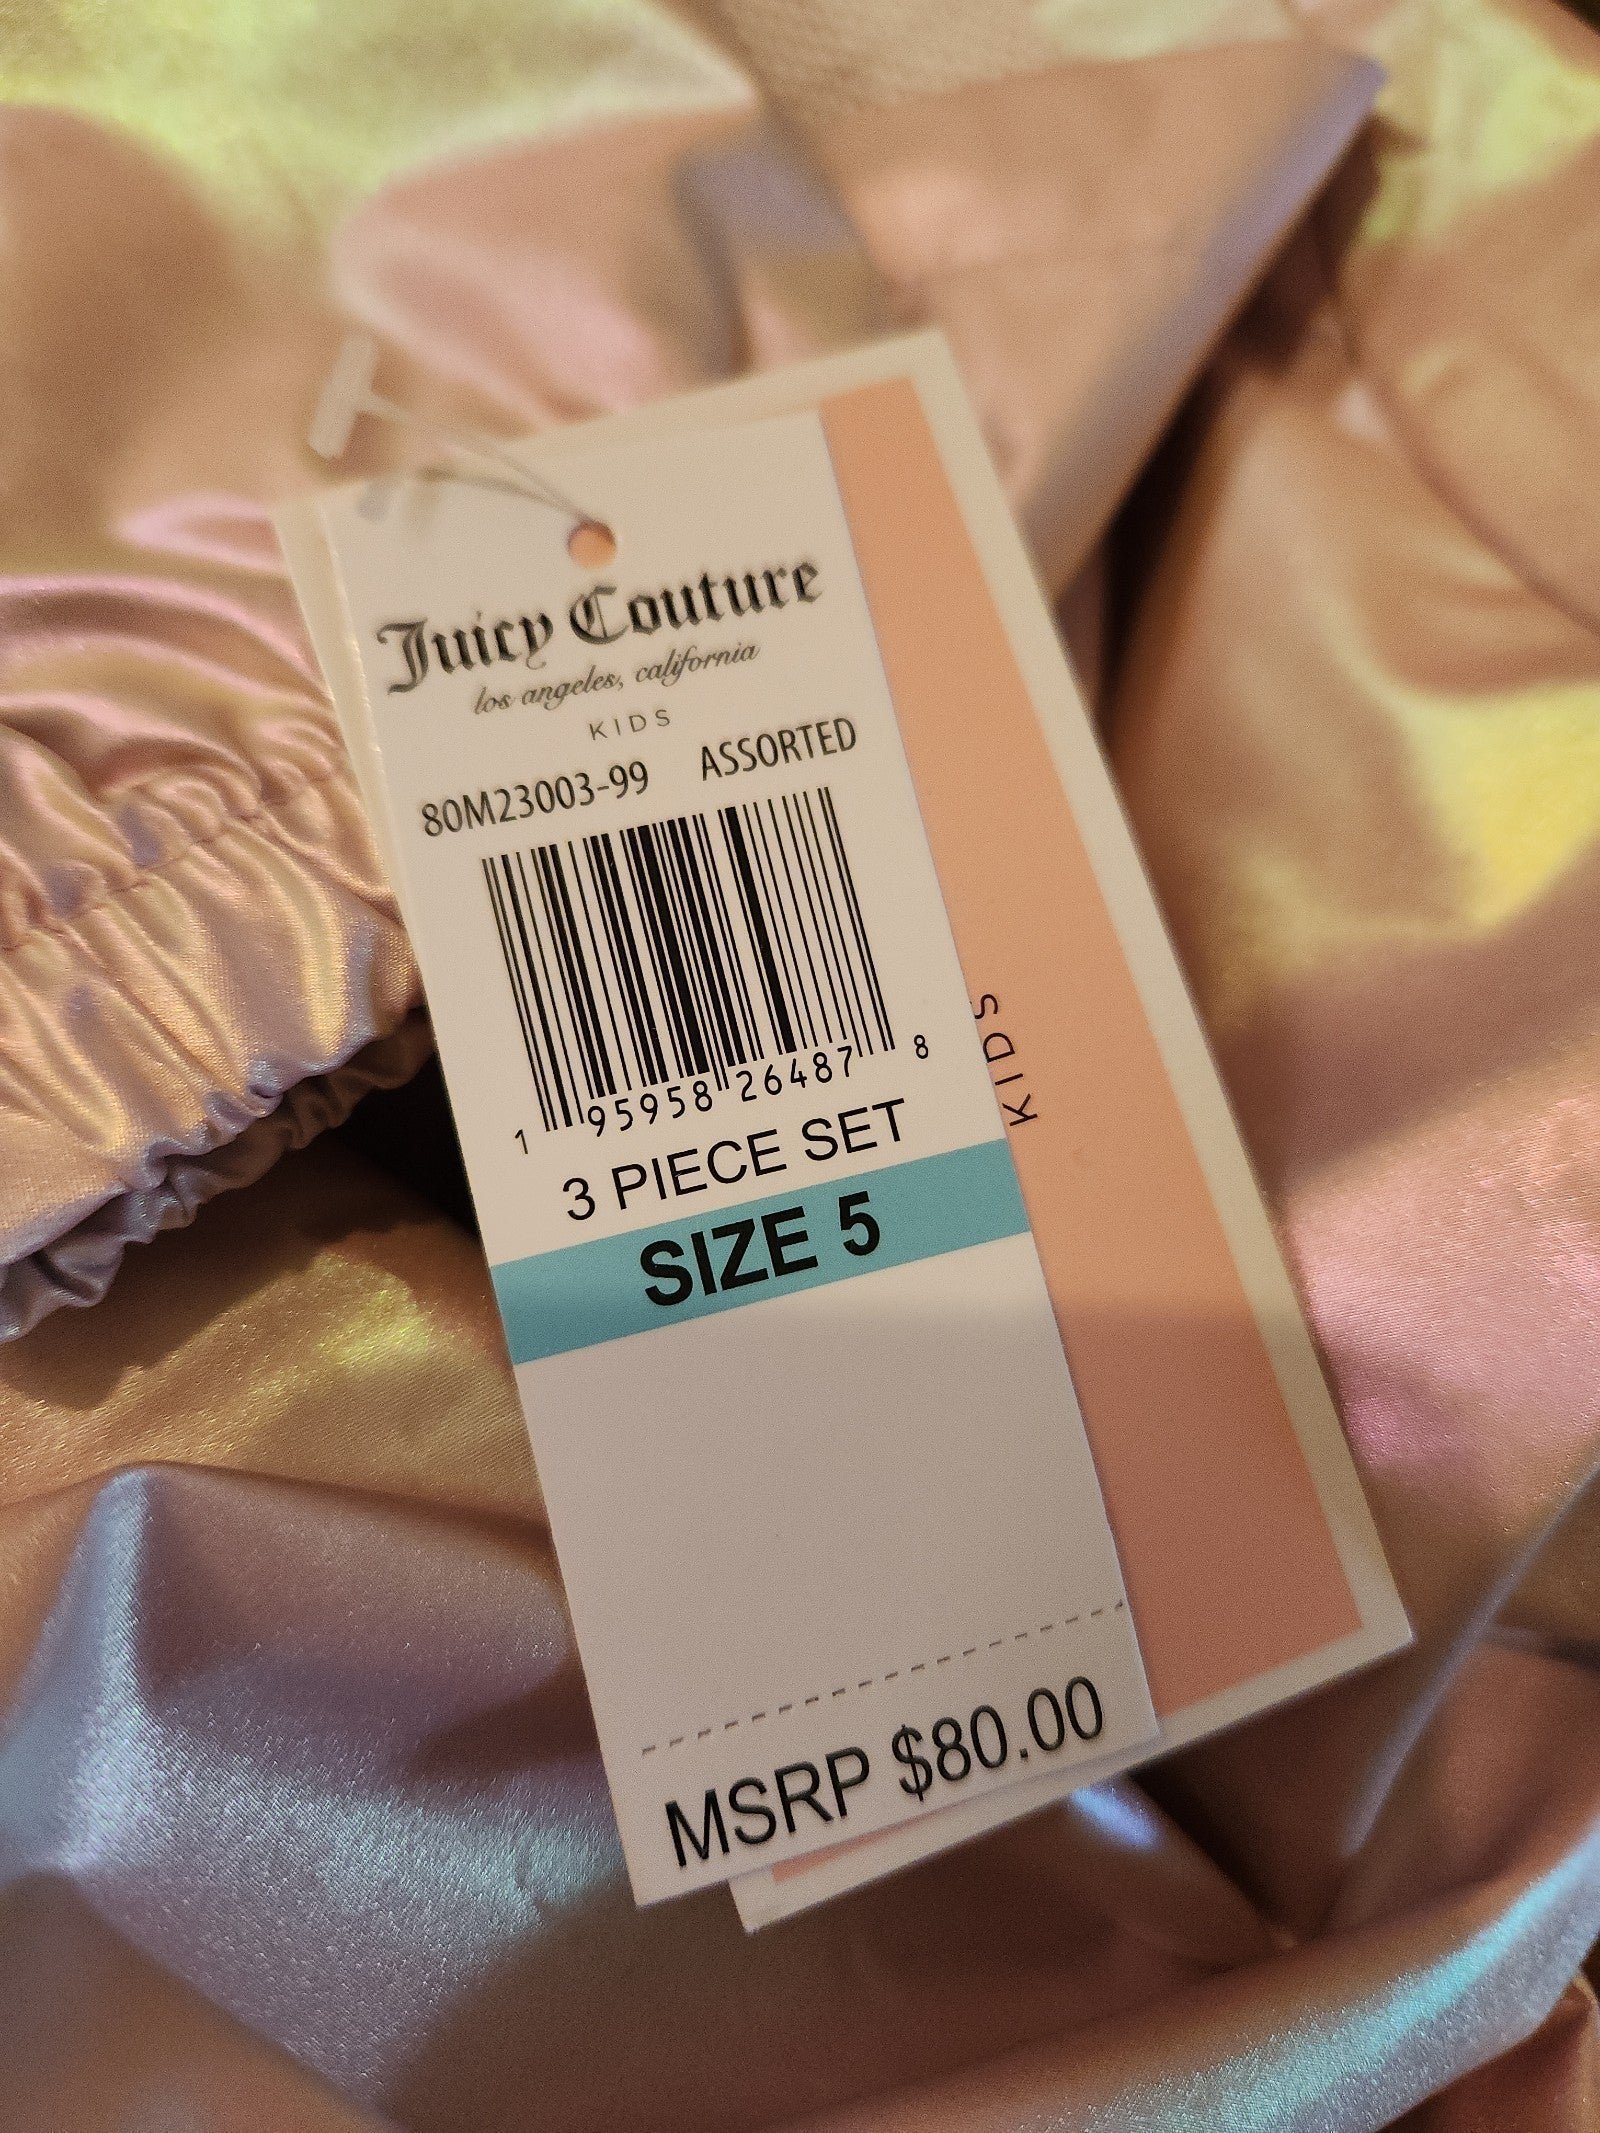 Juicy Couture
los angeles, california
KIDS
80M23003-99 ASSORTED
1 95958 26487 8
3 PIECE SET
SIZE 5
MSRP $80.00
KIDS